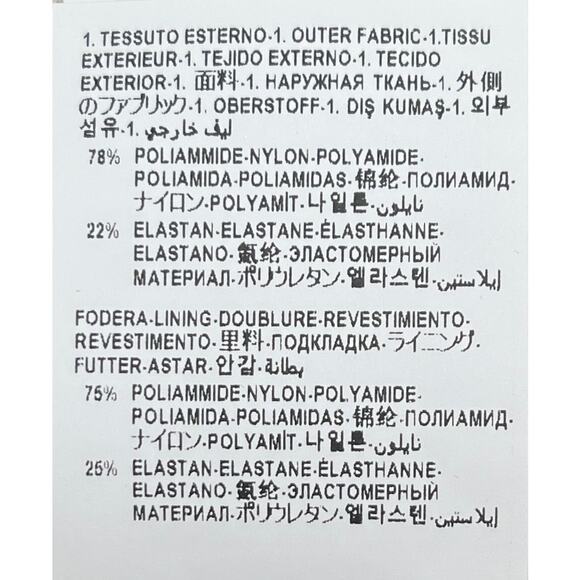 1. TESSUTO ESTERNO-1. OUTER FABRIC-1.TISSU
EXTERIEUR-1. TEJIDO EXTERNO-1. TECIDO
EXTERIOR-1. 面料-1. НАРУЖНАЯ ТКАНЬ-1. 外側
のファブリック-1. OBERSTOFF-1. DIŞ KUMAŞ-1. 외부
섬유-1. ليف خارجي
78% POLIAMMIDE-NYLON-POLYAMIDE-
POLIAMIDA-POLIAMIDAS-锦纶-ПОЛИАМИД-
ナイロン-POLYAMİT-나일론-نايلون
22% ELASTAN-ELASTANE-ÉLASTHANNE-
ELASTANO-氨纶-ЭЛАСТОМЕРНЫЙ
МАТЕРИАЛ-ポリウレタン-엘라스텐-إيلاستين
FODERA-LINING-DOUBLURE-REVESTIMIENTO-
REVESTIMENTO-里料-ПОДКЛАДКА-ライニング-
FUTTER-ASTAR-안감-بطانة
75% POLIAMMIDE-NYLON-POLYAMIDE-
POLIAMIDA-POLIAMIDAS-锦纶-ПОЛИАМИД-
ナイロン-POLYAMİT-나일론-نايلون
25% ELASTAN-ELASTANE-ÉLASTHANNE-
ELASTANO-氨纶-ЭЛАСТОМЕРНЫЙ
МАТЕРИАЛ-ポリウレタン-엘라스텐-إيلاستين